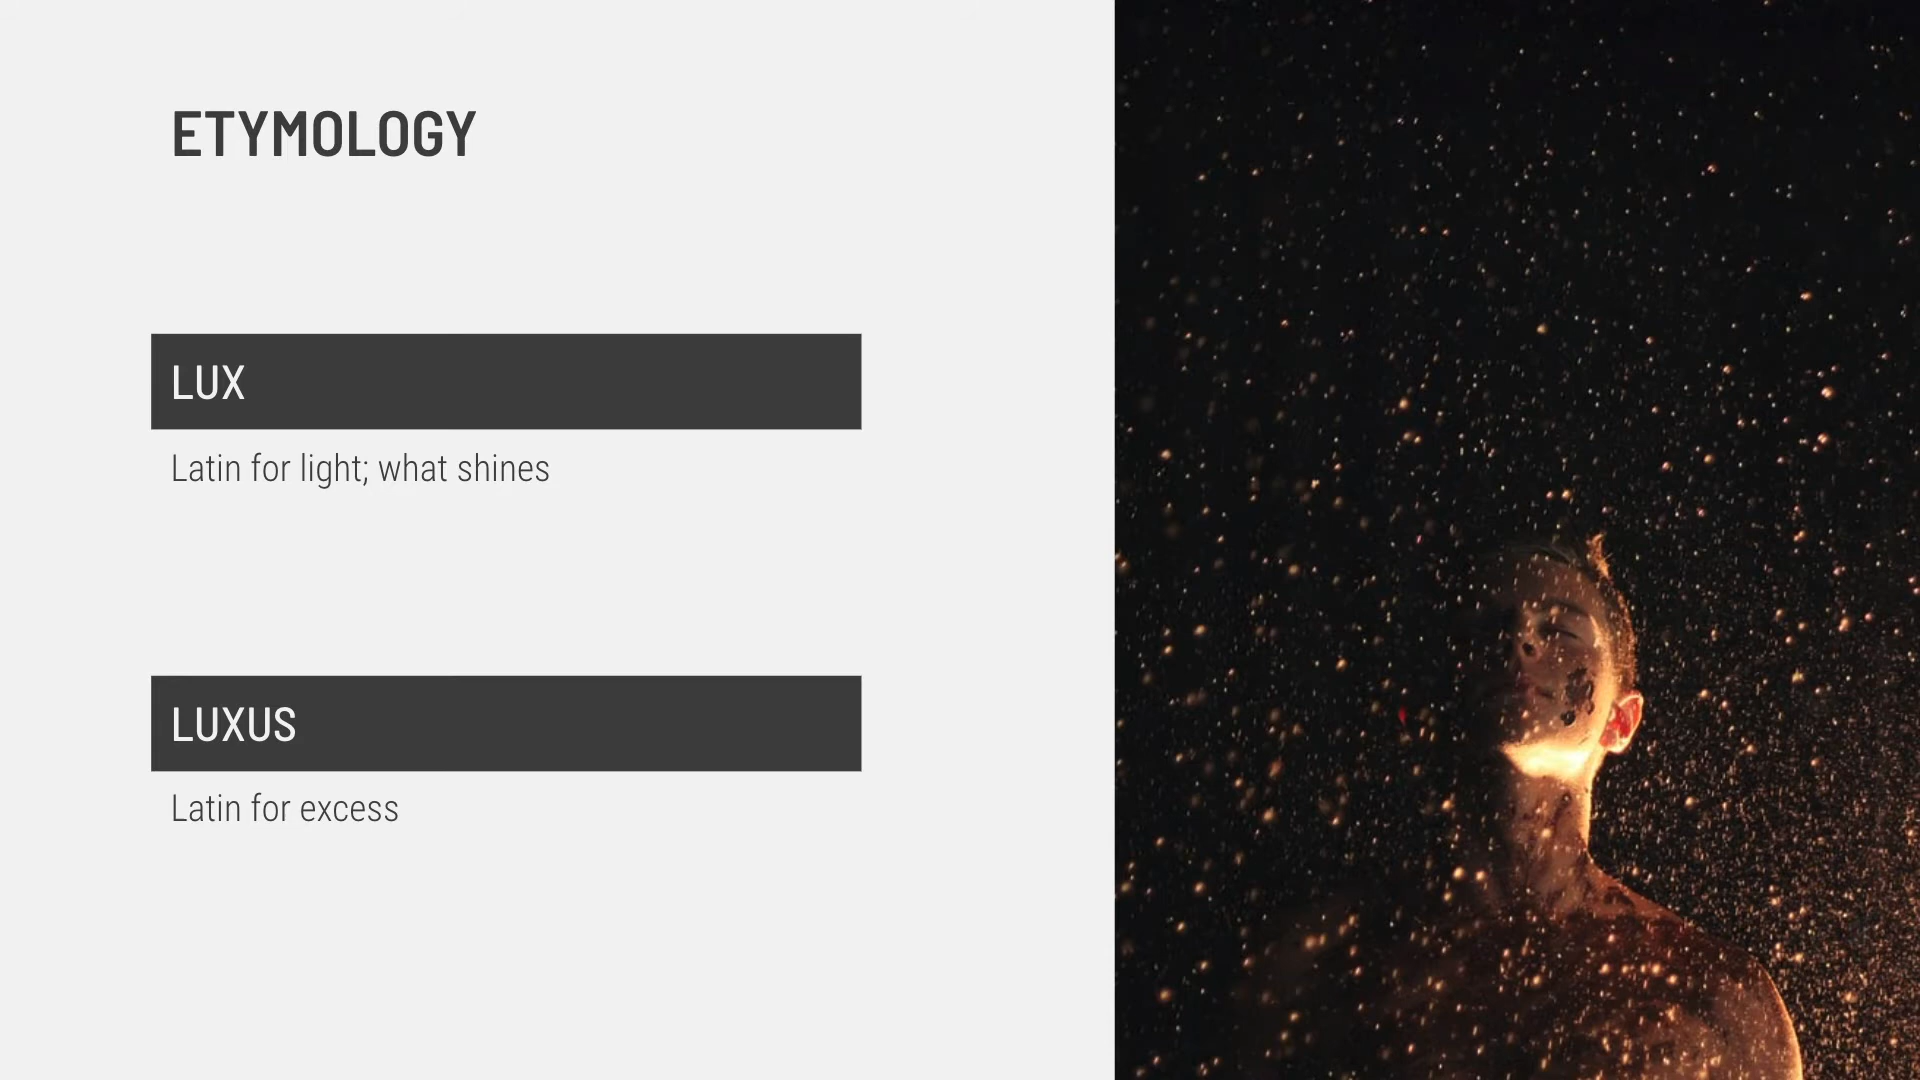 ETYMOLOGY
LUX
Latin for light; what shines
LUXUS
Latin for excess